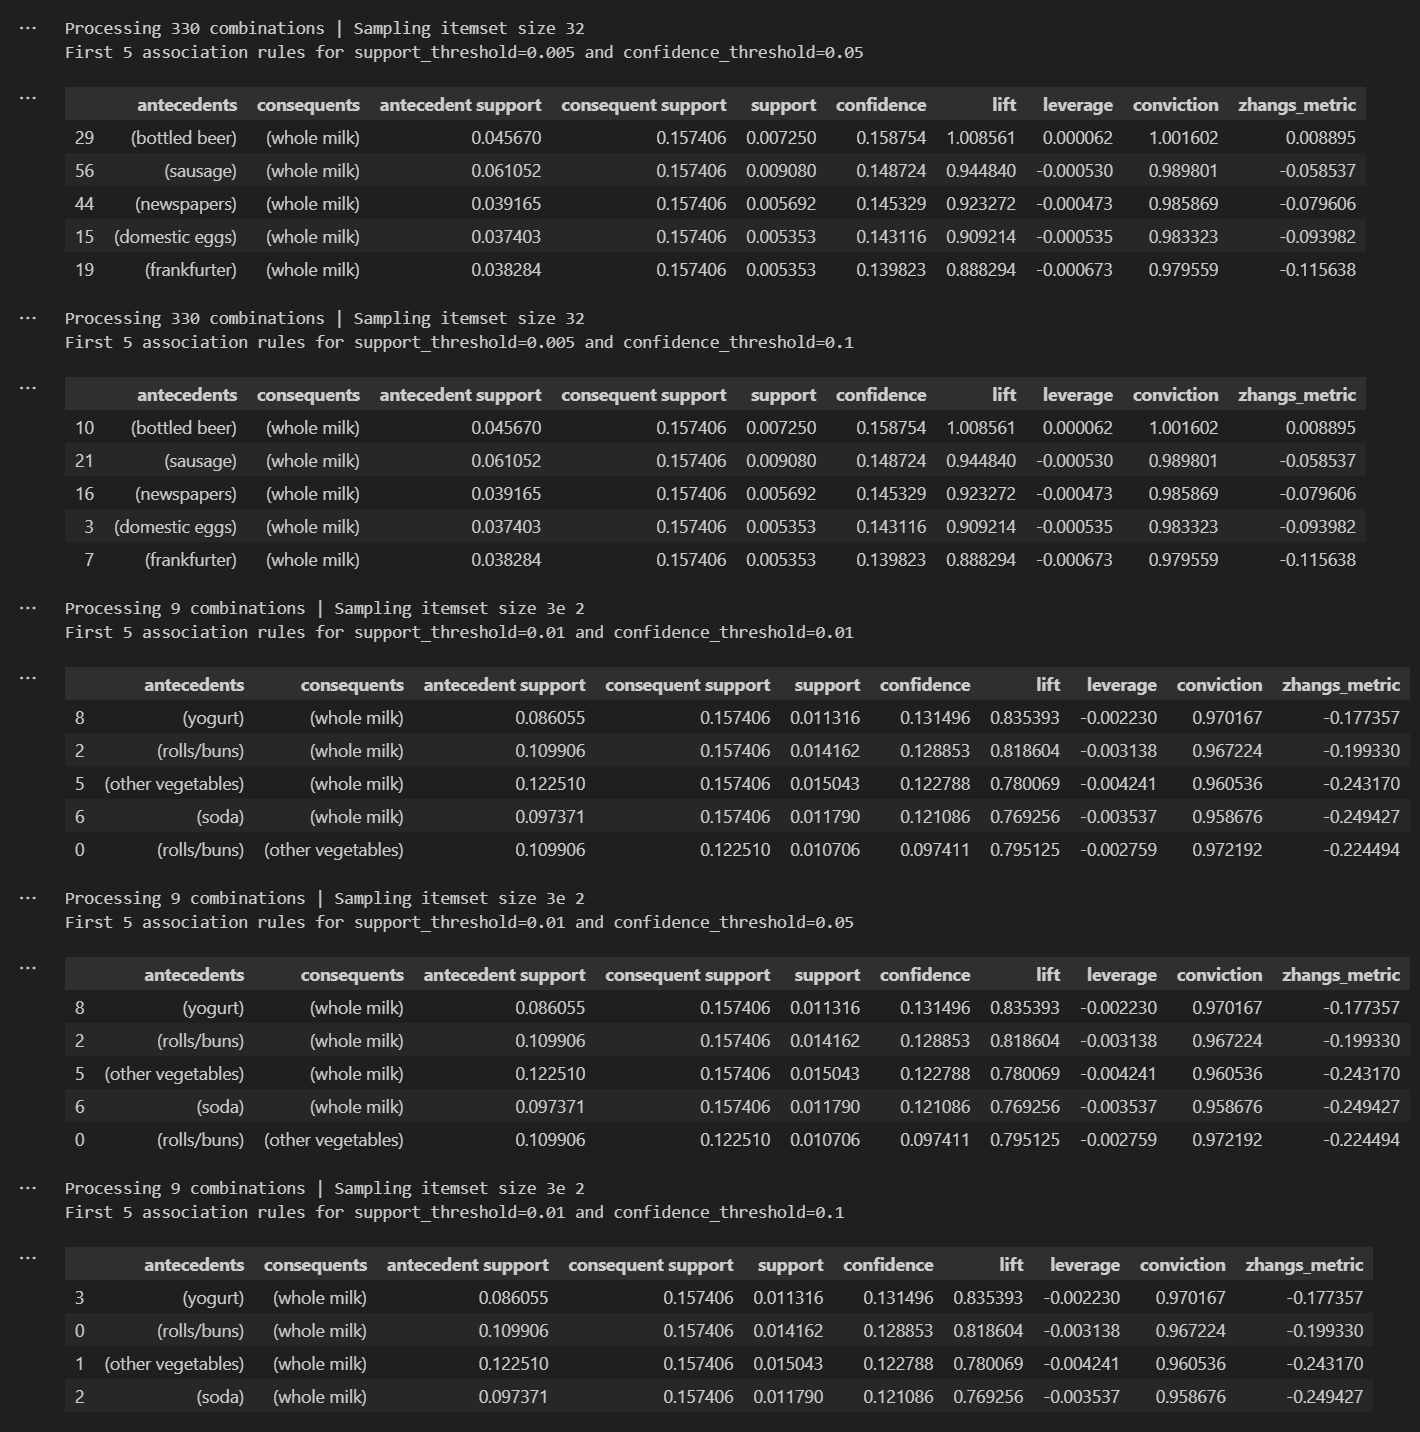 Processing 330 combinations | Sampling itemset size 32
First 5 association rules for support_threshold=0.005 and confidence_threshold=0.05
antecedents consequents antecedent support consequent support support confidence lift leverage conviction zhangs_metric
29 (bottled beer) (whole milk) 0.045670 0.157406 0.007250 0.158754 1.008561 0.000062 1.001602 0.008895
56 (sausage) (whole milk) 0.061052 0.157406 0.009080 0.148724 0.944840 -0.000530 0.989801 -0.058537
44 (newspapers) (whole milk) 0.039165 0.157406 0.005692 0.145329 0.923272 -0.000473 0.985869 -0.079606
15 (domestic eggs) (whole milk) 0.037403 0.157406 0.005353 0.143116 0.909214 -0.000535 0.983323 -0.093982
19 (frankfurter) (whole milk) 0.038284 0.157406 0.005353 0.139823 0.888294 -0.000673 0.979559 -0.115638
Processing 330 combinations | Sampling itemset size 32
First 5 association rules for support_threshold=0.005 and confidence_threshold=0.1
antecedents consequents antecedent support consequent support support confidence lift leverage conviction zhangs_metric
10 (bottled beer) (whole milk) 0.045670 0.157406 0.007250 0.158754 1.008561 0.000062 1.001602 0.008895
21 (sausage) (whole milk) 0.061052 0.157406 0.009080 0.148724 0.944840 -0.000530 0.989801 -0.058537
16 (newspapers) (whole milk) 0.039165 0.157406 0.005692 0.145329 0.923272 -0.000473 0.985869 -0.079606
3 (domestic eggs) (whole milk) 0.037403 0.157406 0.005353 0.143116 0.909214 -0.000535 0.983323 -0.093982
7 (frankfurter) (whole milk) 0.038284 0.157406 0.005353 0.139823 0.888294 -0.000673 0.979559 -0.115638
Processing 9 combinations | Sampling itemset size 3e 2
First 5 association rules for support_threshold=0.01 and confidence_threshold=0.01
antecedents consequents antecedent support consequent support support confidence lift leverage conviction zhangs_metric
8 (yogurt) (whole milk) 0.086055 0.157406 0.011316 0.131496 0.835393 -0.002230 0.970167 -0.177357
2 (rolls/buns) (whole milk) 0.109906 0.157406 0.014162 0.128853 0.818604 -0.003138 0.967224 -0.199330
5 (other vegetables) (whole milk) 0.122510 0.157406 0.015043 0.122788 0.780069 -0.004241 0.960536 -0.243170
6 (soda) (whole milk) 0.097371 0.157406 0.011790 0.121086 0.769256 -0.003537 0.958676 -0.249427
0 (rolls/buns) (other vegetables) 0.109906 0.122510 0.010706 0.097411 0.795125 -0.002759 0.972192 -0.224494
Processing 9 combinations | Sampling itemset size 3e 2
First 5 association rules for support_threshold=0.01 and confidence_threshold=0.05
antecedents consequents antecedent support consequent support support confidence lift leverage conviction zhangs_metric
8 (yogurt) (whole milk) 0.086055 0.157406 0.011316 0.131496 0.835393 -0.002230 0.970167 -0.177357
2 (rolls/buns) (whole milk) 0.109906 0.157406 0.014162 0.128853 0.818604 -0.003138 0.967224 -0.199330
5 (other vegetables) (whole milk) 0.122510 0.157406 0.015043 0.122788 0.780069 -0.004241 0.960536 -0.243170
6 (soda) (whole milk) 0.097371 0.157406 0.011790 0.121086 0.769256 -0.003537 0.958676 -0.249427
0 (rolls/buns) (other vegetables) 0.109906 0.122510 0.010706 0.097411 0.795125 -0.002759 0.972192 -0.224494
Processing 9 combinations | Sampling itemset size 3e 2
First 5 association rules for support_threshold=0.01 and confidence_threshold=0.1
antecedents consequents antecedent support consequent support support confidence lift leverage conviction zhangs_metric
3 (yogurt) (whole milk) 0.086055 0.157406 0.011316 0.131496 0.835393 -0.002230 0.970167 -0.177357
0 (rolls/buns) (whole milk) 0.109906 0.157406 0.014162 0.128853 0.818604 -0.003138 0.967224 -0.199330
1 (other vegetables) (whole milk) 0.122510 0.157406 0.015043 0.122788 0.780069 -0.004241 0.960536 -0.243170
2 (soda) (whole milk) 0.097371 0.157406 0.011790 0.121086 0.769256 -0.003537 0.958676 -0.249427